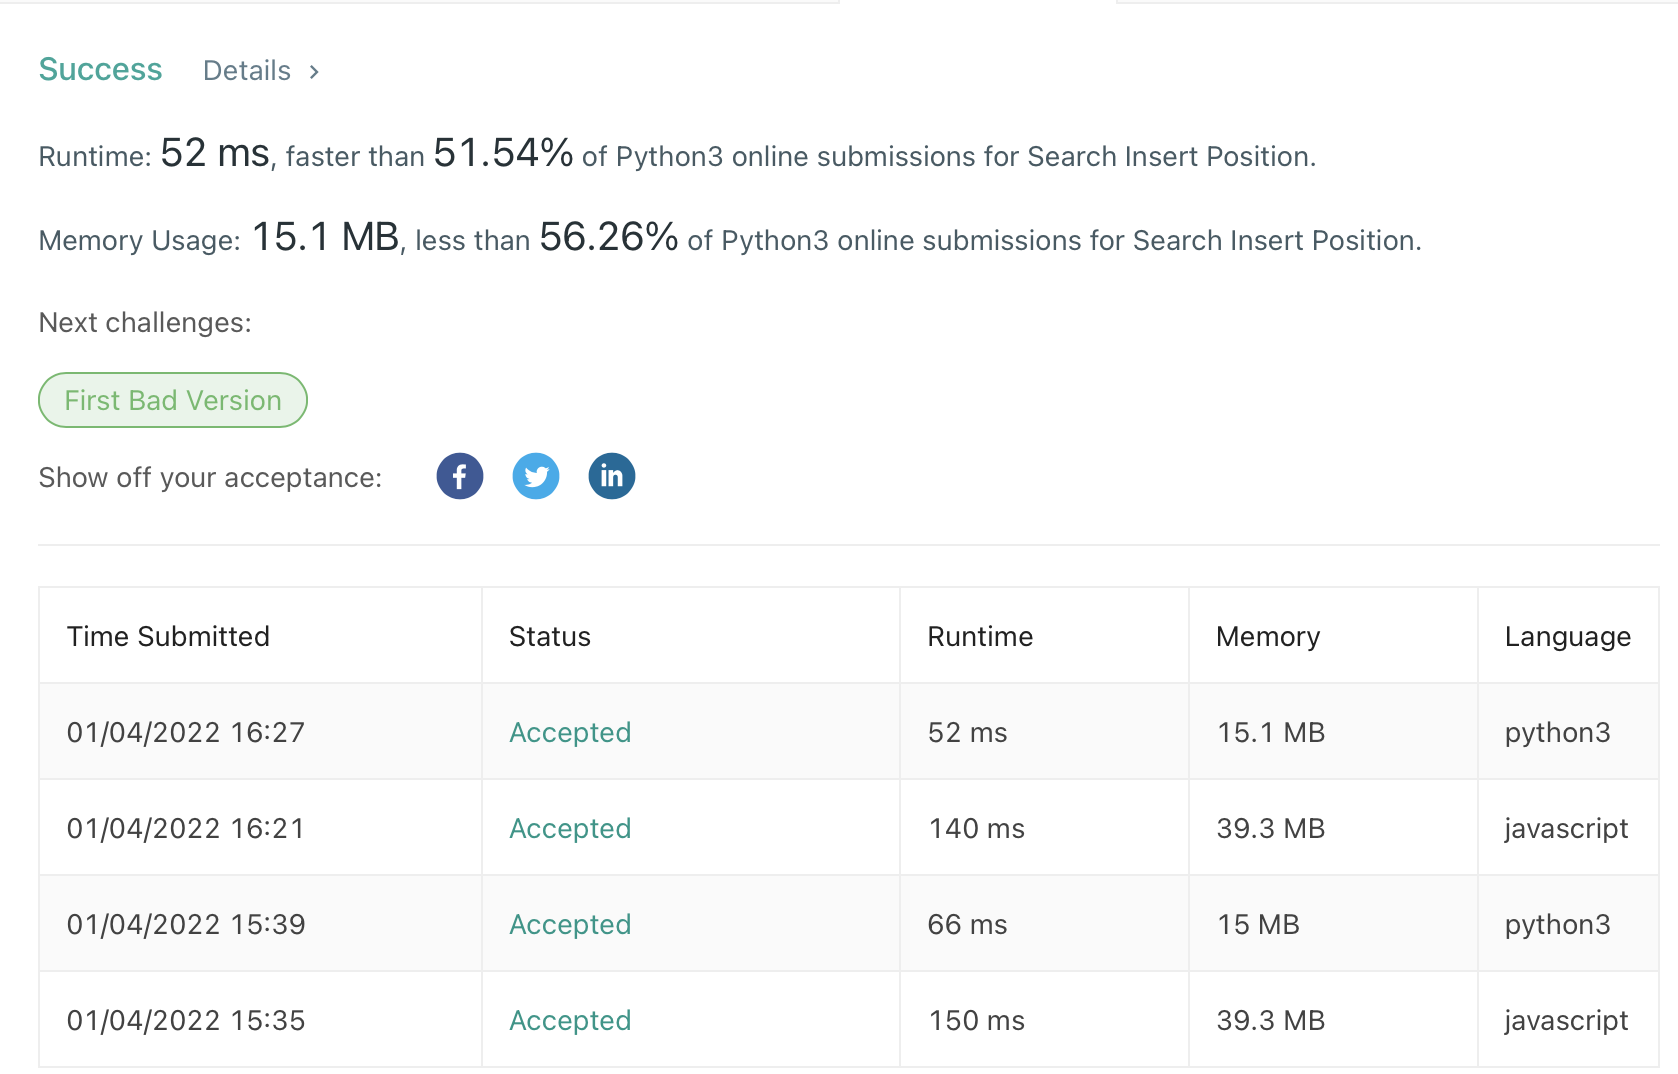 Success Details >
Runtime: 52 ms, faster than 51.54% of Python3 online submissions for Search Insert Position.
Memory Usage: 15.1 MB, less than 56.26% of Python3 online submissions for Search Insert Position.
Next challenges:
First Bad Version
Show off your acceptance: f in
Time Submitted Status Runtime Memory Language
01/04/2022 16:27 Accepted 52 ms 15.1 MB python3
01/04/2022 16:21 Accepted 140 ms 39.3 MB javascript
01/04/2022 15:39 Accepted 66 ms 15 MB python3
01/04/2022 15:35 Accepted 150 ms 39.3 MB javascript